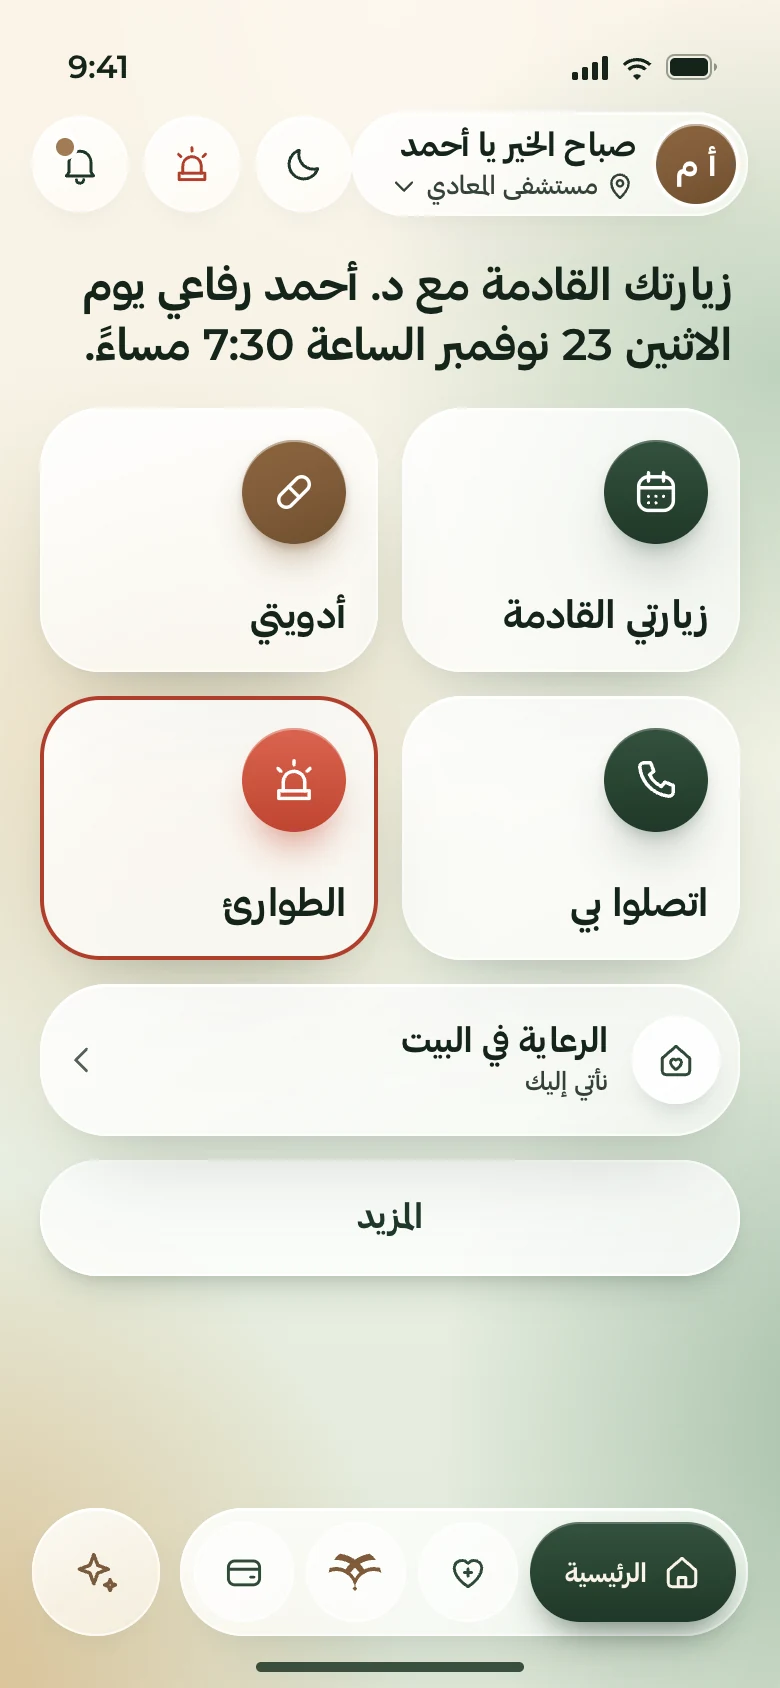 9:41
أ م
صباح الخير يا أحمد
مستشفى المعادي
زيارتك القادمة مع د. أحمد رفاعي يوم
الاثنين 23 نوفمبر الساعة 7:30 مساءً.
زيارتي القادمة
أدويتي
اتصلوا بي
الطوارئ
الرعاية في البيت
نأتي إليك
المزيد
الرئيسية